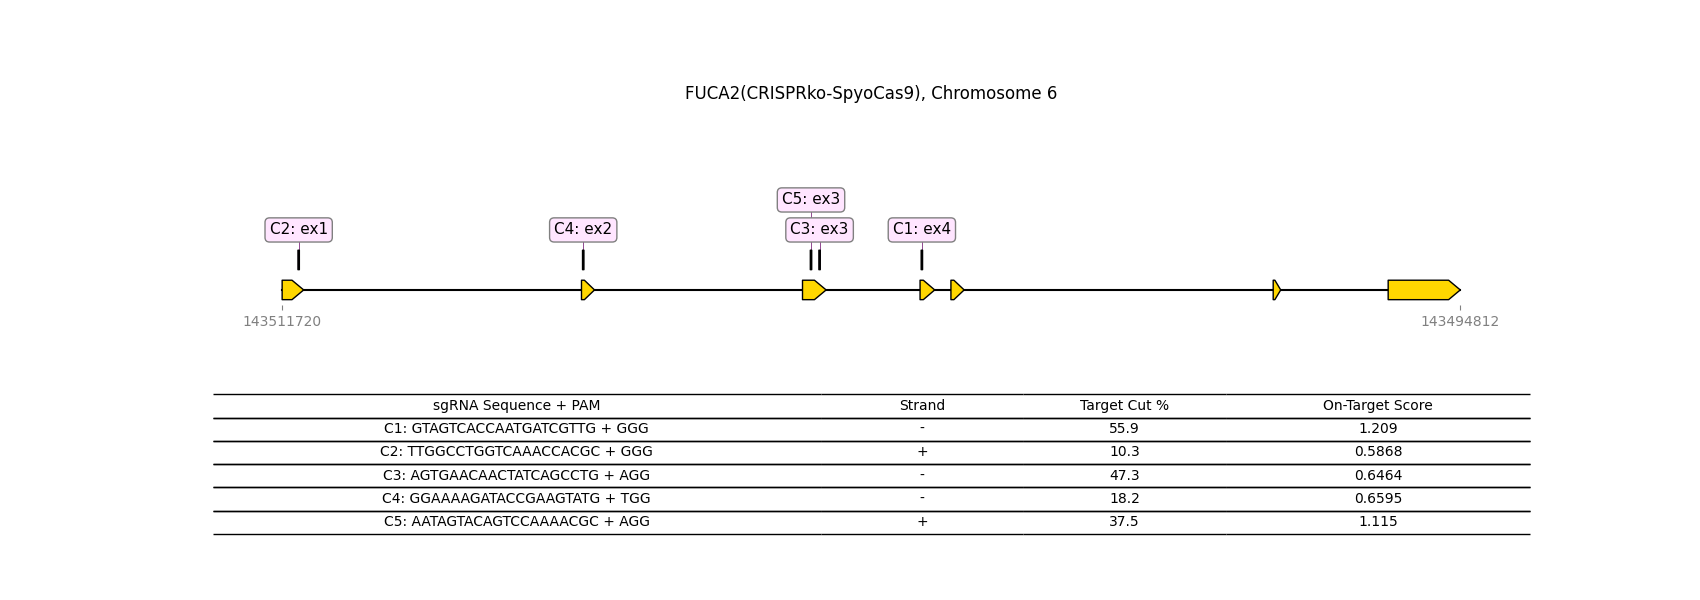 FUCA2(CRISPRko-SpyoCas9), Chromosome 6
C5: ex3
C2: ex1 C4: ex2 C3: ex3 C1: ex4
143511720 143494812
sgRNA Sequence + PAM Strand Target Cut % On-Target Score
C1: GTAGTCACCAATGATCGTTG + GGG - 55.9 1.209
C2: TTGGCCTGGTCAAACCACGC + GGG + 10.3 0.5868
C3: AGTGAACAACTATCAGCCTG + AGG - 47.3 0.6464
C4: GGAAAAGATACCGAAGTATG + TGG - 18.2 0.6595
C5: AATAGTACAGTCCAAAACGC + AGG + 37.5 1.115